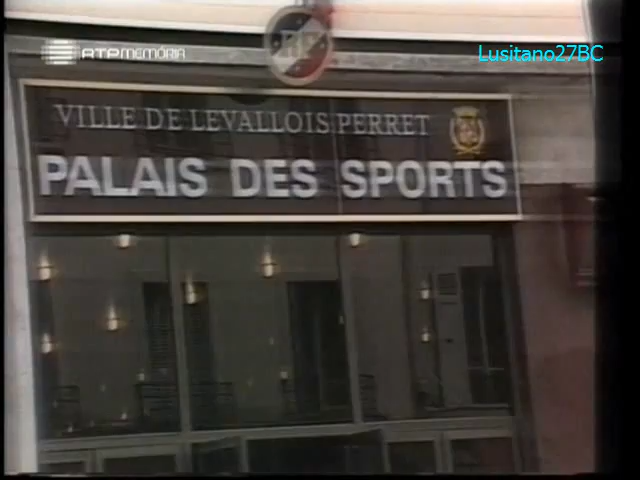 RTP MEMÓRIA
Lusitano27BC
VILLE DE LEVALLOIS PERRET
PALAIS DES SPORTS